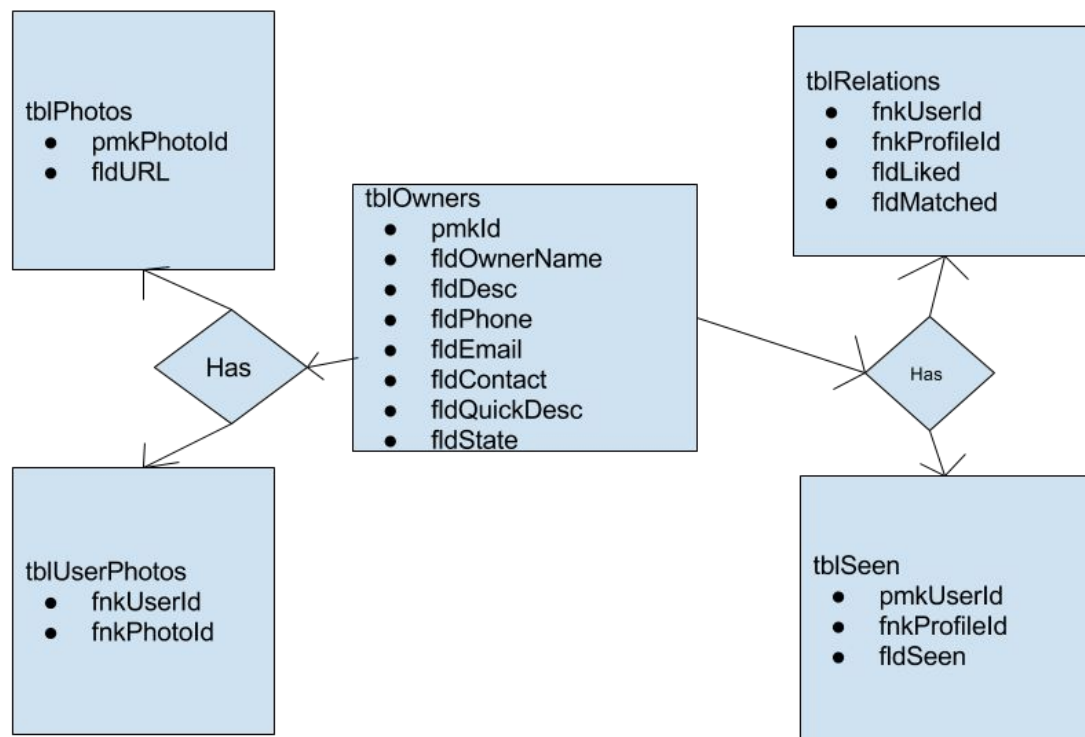 tblPhotos
● pmkPhotoId
● fldURL
tblUserPhotos
● fnkUserId
● fnkPhotoId
Has
tblOwners
● pmkId
● fldOwnerName
● fldDesc
● fldPhone
● fldEmail
● fldContact
● fldQuickDesc
● fldState
Has
tblRelations
● fnkUserId
● fnkProfileId
● fldLiked
● fldMatched
tblSeen
● pmkUserId
● fnkProfileId
● fldSeen